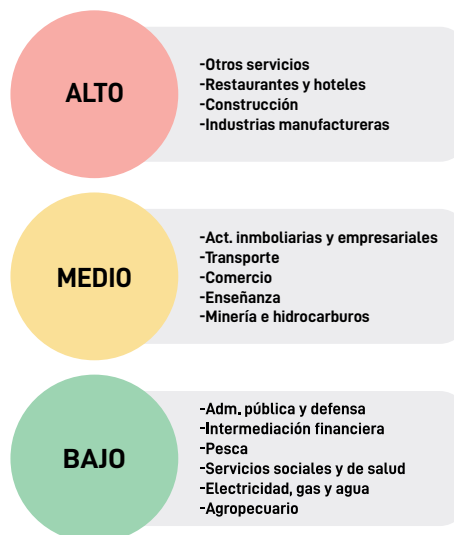 ALTO
-Otros servicios
-Restaurantes y hoteles
-Construcción
-Industrias manufactureras
MEDIO
-Act. inmboliarias y empresariales
-Transporte
-Comercio
-Enseñanza
-Minería e hidrocarburos
BAJO
-Adm. pública y defensa
-Intermediación financiera
-Pesca
-Servicios sociales y de salud
-Electricidad, gas y agua
-Agropecuario